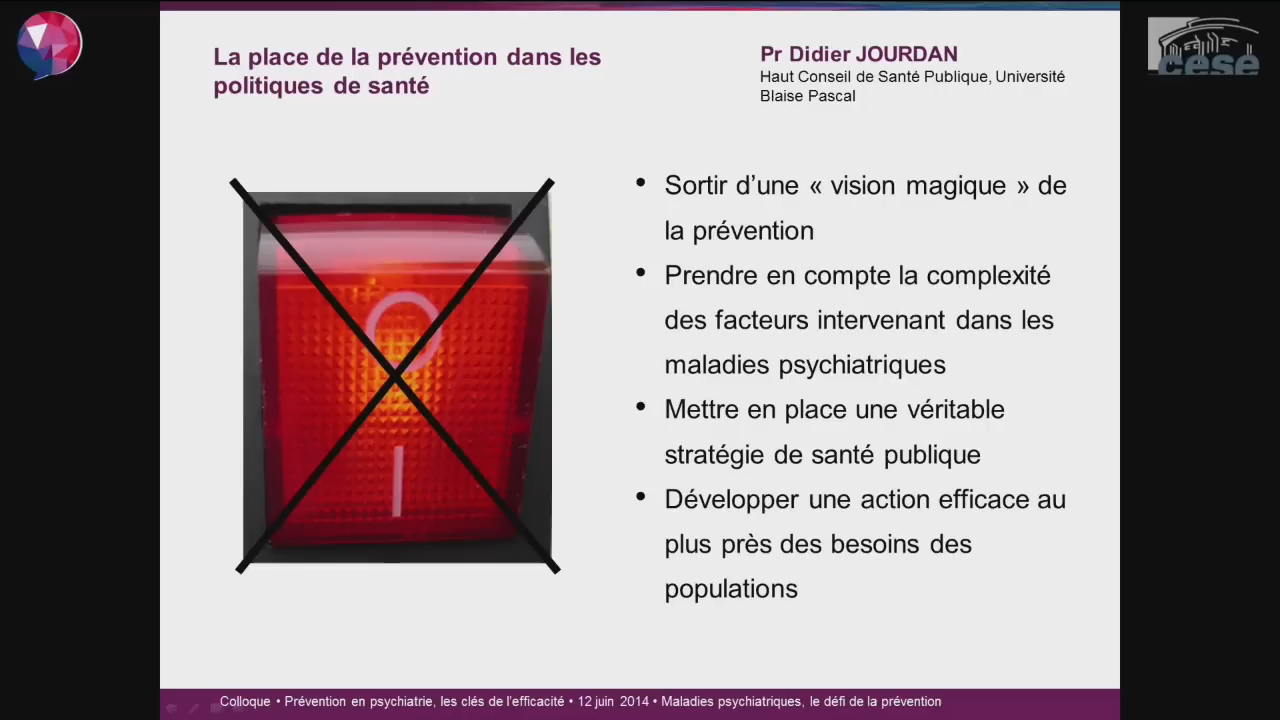 La place de la prévention dans les
politiques de santé
Pr Didier JOURDAN
Haut Conseil de Santé Publique, Université
Blaise Pascal
cese
• Sortir d’une « vision magique » de
la prévention
• Prendre en compte la complexité
des facteurs intervenant dans les
maladies psychiatriques
• Mettre en place une véritable
stratégie de santé publique
• Développer une action efficace au
plus près des besoins des
populations
Colloque • Prévention en psychiatrie, les clés de l’efficacité • 12 juin 2014 • Maladies psychiatriques, le défi de la prévention